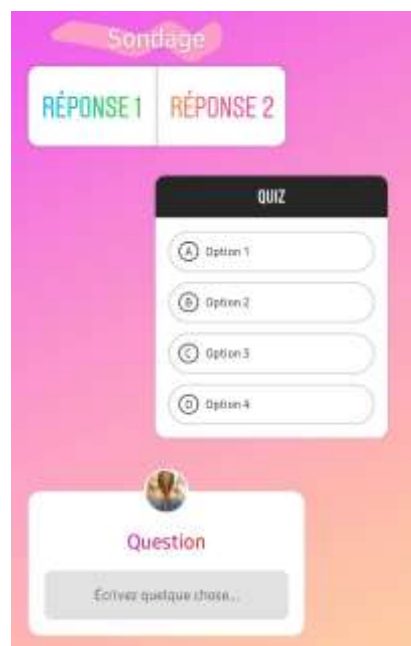 Sondage
RÉPONSE 1 RÉPONSE 2
QUIZ
A Option 1
B Option 2
C Option 3
D Option 4
Question
Écrivez quelque chose...